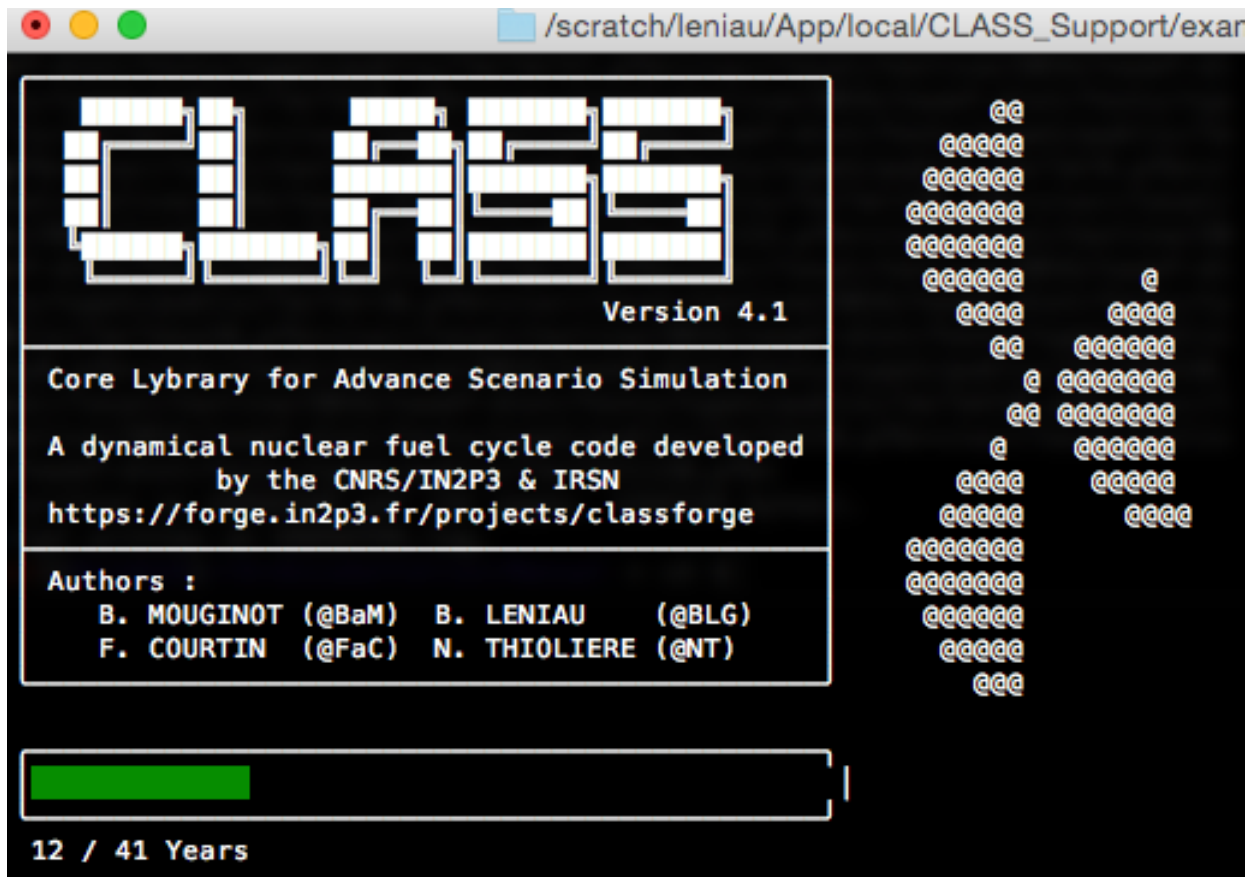 /scratch/leniau/App/local/CLASS_Support/exam
CLASS
Version 4.1
Core Lybrary for Advance Scenario Simulation
A dynamical nuclear fuel cycle code developed
by the CNRS/IN2P3 & IRSN
https://forge.in2p3.fr/projects/classforge
Authors :
B. MOUGINOT (@BaM) B. LENIAU (@BLG)
F. COURTIN (@FaC) N. THIOLIERE (@NT)
@@
@@@@@
@@@@@@
@@@@@@@
@@@@@@@
@@@@@@ @
@@@@ @@@@
@@ @@@@@@
@ @@@@@@@
@@ @@@@@@@
@ @@@@@@
@@@@ @@@@@
@@@@@ @@@@
@@@@@@@
@@@@@@@
@@@@@@
@@@@@
@@@
12 / 41 Years